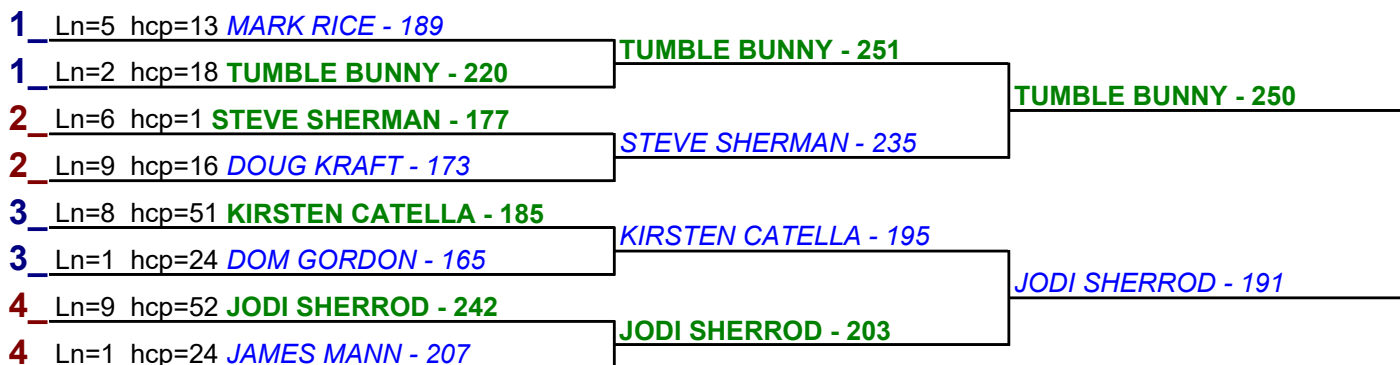 1_ Ln=5 hcp=13 MARK RICE - 189
TUMBLE BUNNY - 251
1_ Ln=2 hcp=18 TUMBLE BUNNY - 220
TUMBLE BUNNY - 250
2_ Ln=6 hcp=1 STEVE SHERMAN - 177
STEVE SHERMAN - 235
2_ Ln=9 hcp=16 DOUG KRAFT - 173
3_ Ln=8 hcp=51 KIRSTEN CATELLA - 185
KIRSTEN CATELLA - 195
3_ Ln=1 hcp=24 DOM GORDON - 165
JODI SHERROD - 191
4_ Ln=9 hcp=52 JODI SHERROD - 242
JODI SHERROD - 203
4 Ln=1 hcp=24 JAMES MANN - 207